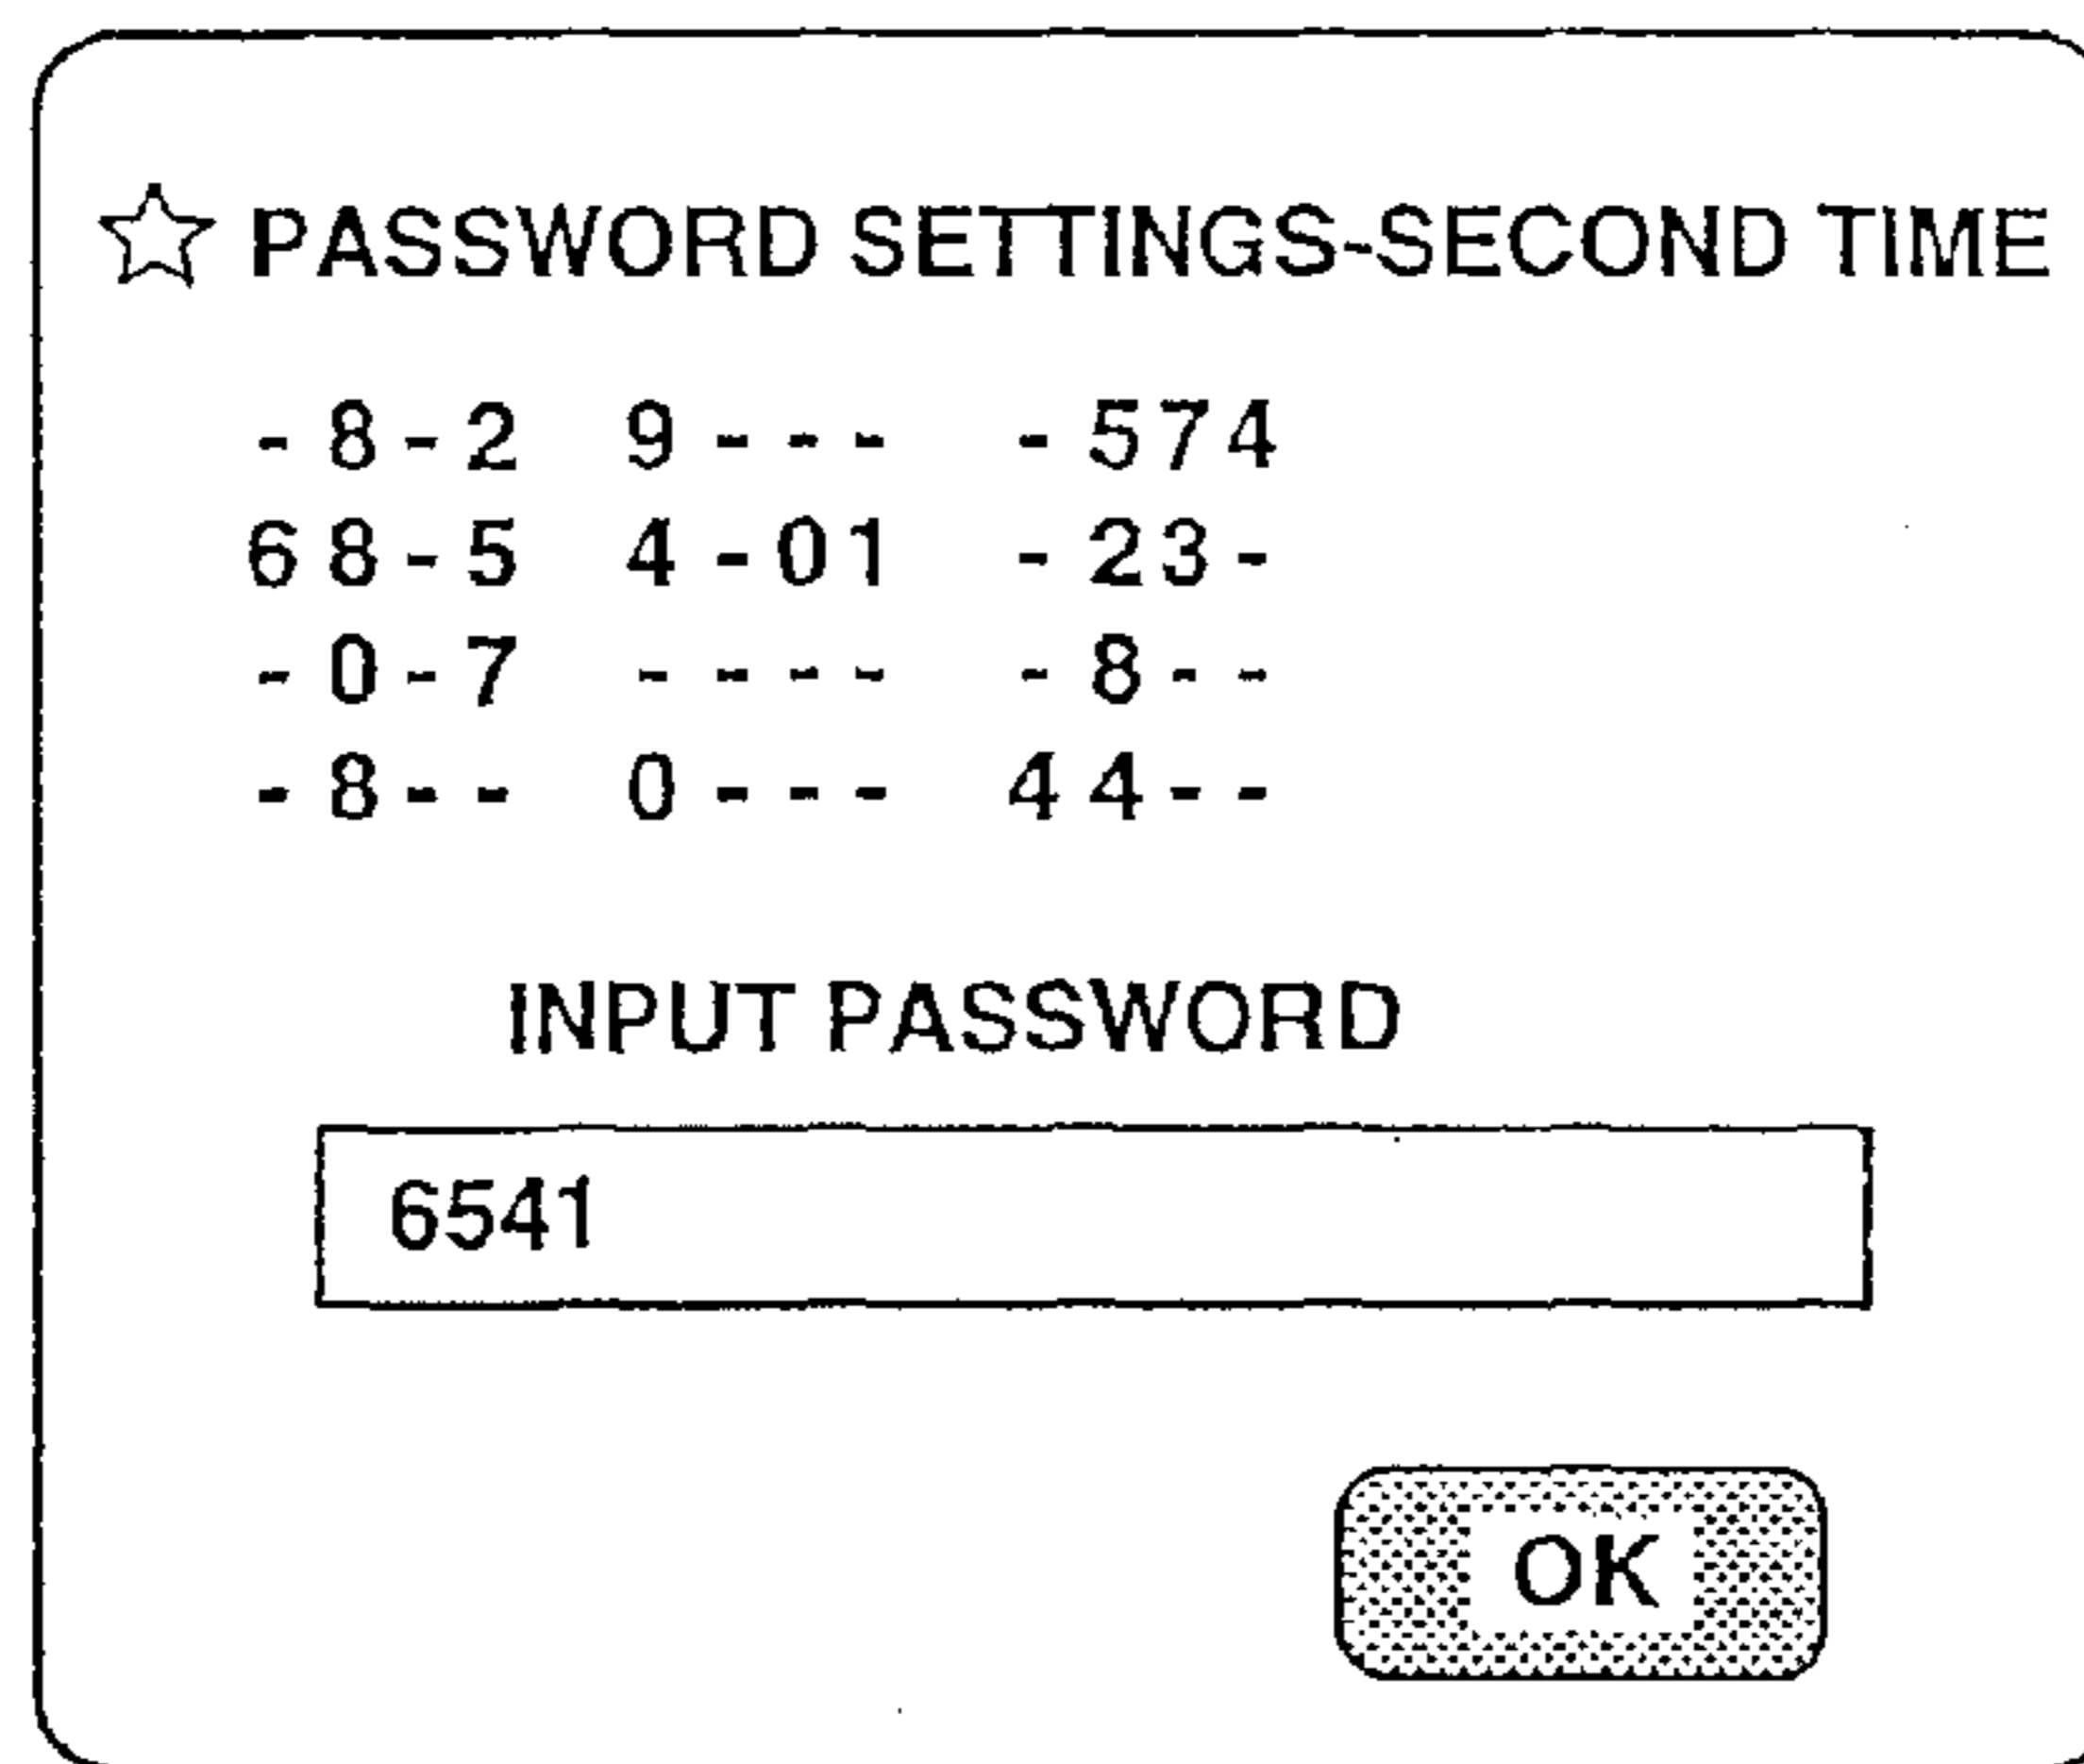 ☆ PASSWORD SETTINGS-SECOND TIME
-8-2 9--- -574
68-5 4-01 -23-
-0-7 ---- -8--
-8-- 0--- 44--
INPUT PASSWORD
6541
OK